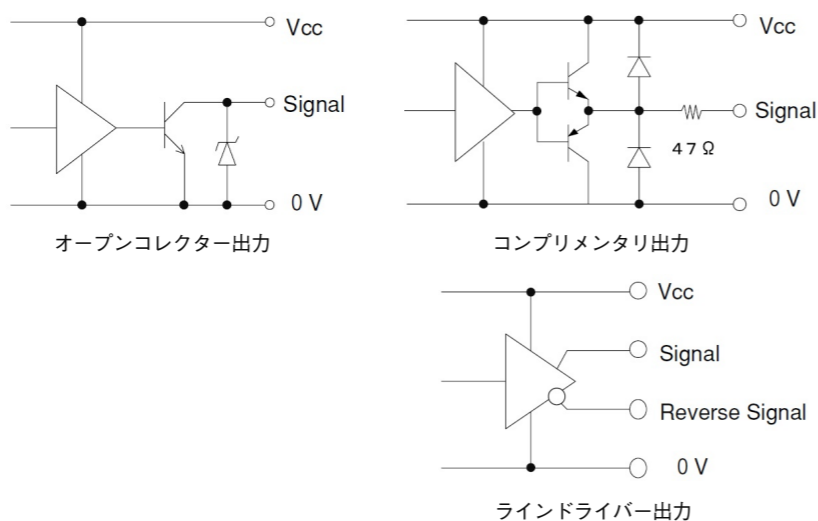 Vcc
Signal
0 V
オープンコレクター出力
Vcc
Signal
47Ω
0 V
コンプリメンタリ出力
Vcc
Signal
Reverse Signal
0 V
ラインドライバー出力